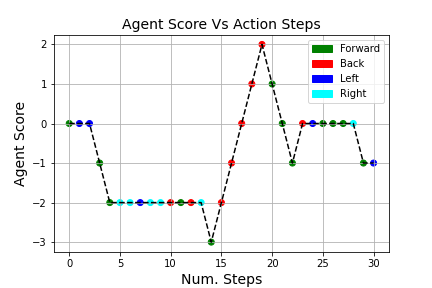 Agent Score Vs Action Steps
Agent Score
2
1
0
−1
−2
−3
Forward
Back
Left
Right
0 5 10 15 20 25 30
Num. Steps